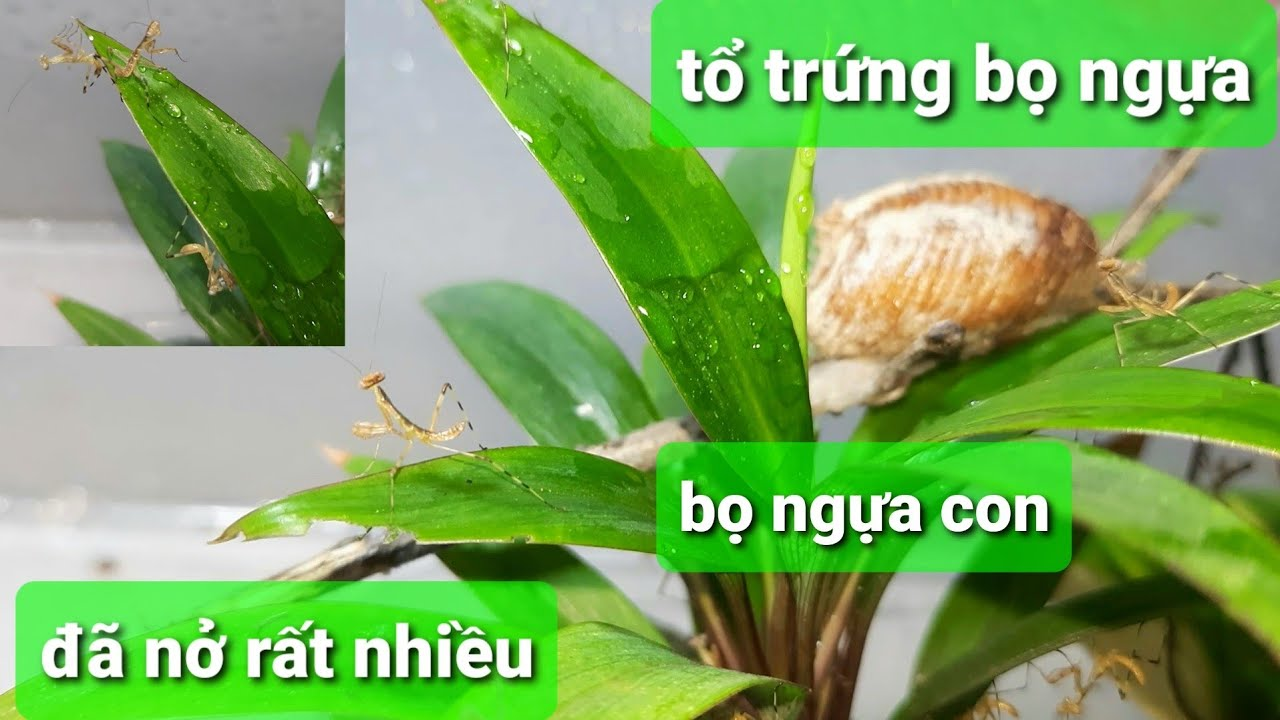 tổ trứng bọ ngựa
bọ ngựa con
đã nở rất nhiều